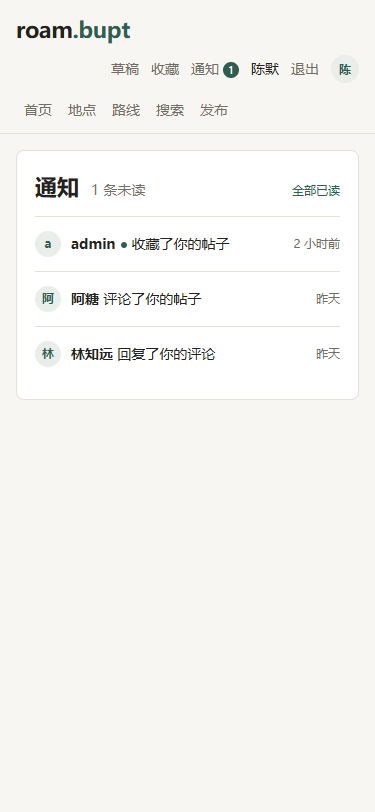 roam.bupt
草稿 收藏 通知 1 陈默 退出 陈
首页 地点 路线 搜索 发布
通知 1 条未读 全部已读
a admin 收藏了你的帖子 2 小时前
阿 阿糖 评论了你的帖子 昨天
林 林知远 回复了你的评论 昨天